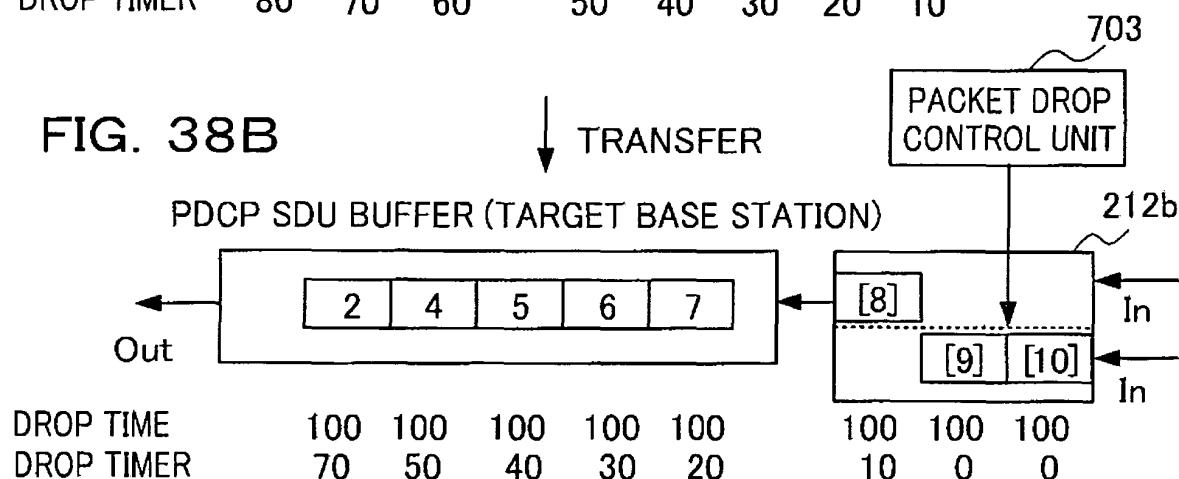 DROP TIMER 80 70 60 50 40 30 20 10
703
PACKET DROP
CONTROL UNIT
FIG. 38B
TRANSFER
PDCP SDU BUFFER (TARGET BASE STATION)
212b
2 4 5 6 7
[8]
In
Out
[9] [10]
In
DROP TIME 100 100 100 100 100 100 100 100
DROP TIMER 70 50 40 30 20 10 0 0